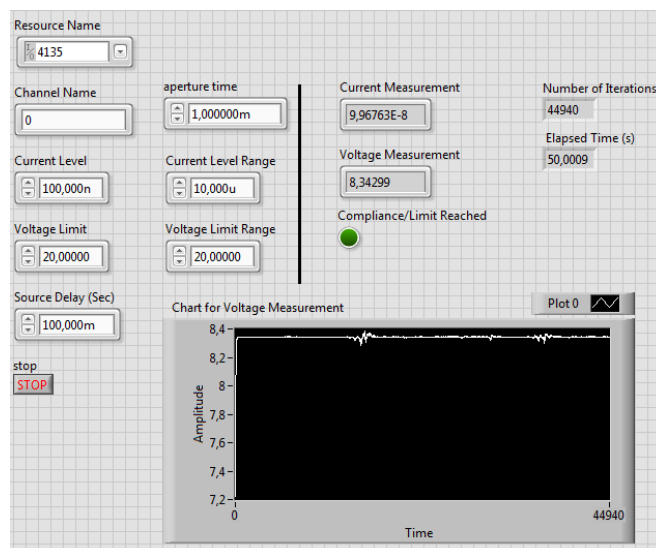 Resource Name
4135
Channel Name
0
aperture time
1,000000m
Current Level
100,000n
Current Level Range
10,000u
Voltage Limit
20,00000
Voltage Limit Range
20,00000
Source Delay (Sec)
100,000m
stop
STOP
Current Measurement
9,96763E-8
Voltage Measurement
8,34299
Compliance/Limit Reached
Number of Iterations
44940
Elapsed Time (s)
50,0009
Chart for Voltage Measurement
Plot 0
Amplitude
8,4
8,2
8
7,8
7,6
7,4
7,2
0
44940
Time